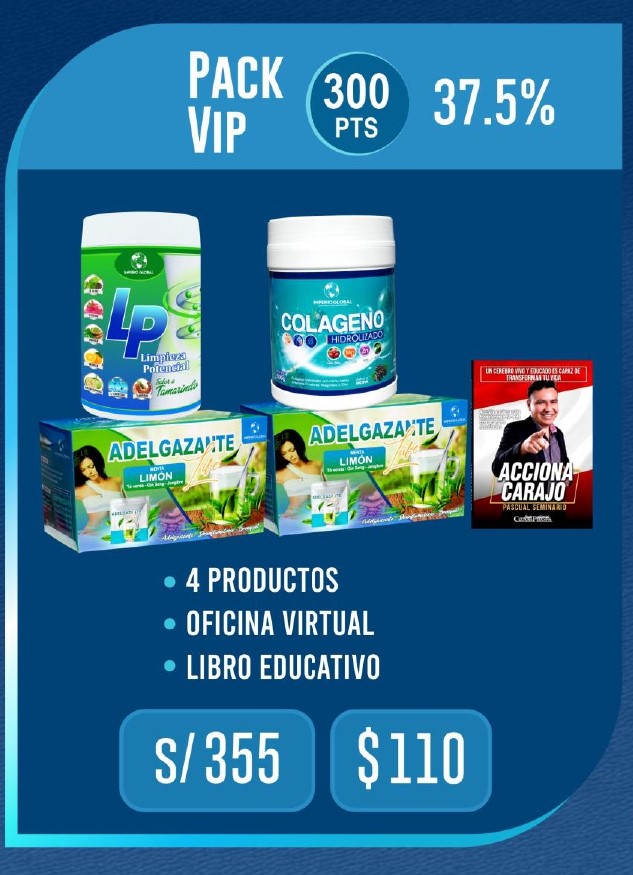 PACK
VIP
300
PTS
37.5%
IMPERIO GLOBAL
LP
Limpieza
Potencial
Sabor a
Tamarindo
IMPERIO GLOBAL
COLAGENO
HIDROLIZADO
ADELGAZANTE
Life
MENTA
LIMÓN
ADELGAZANTE
Life
MENTA
LIMÓN
UN CEREBRO VIVO Y EDUCADO ES CAPAZ DE
TRANSFORMAR TU VIDA
ACCIONA
CARAJO
PASCUAL SEMINARIO
• 4 PRODUCTOS
• OFICINA VIRTUAL
• LIBRO EDUCATIVO
S/355
$110